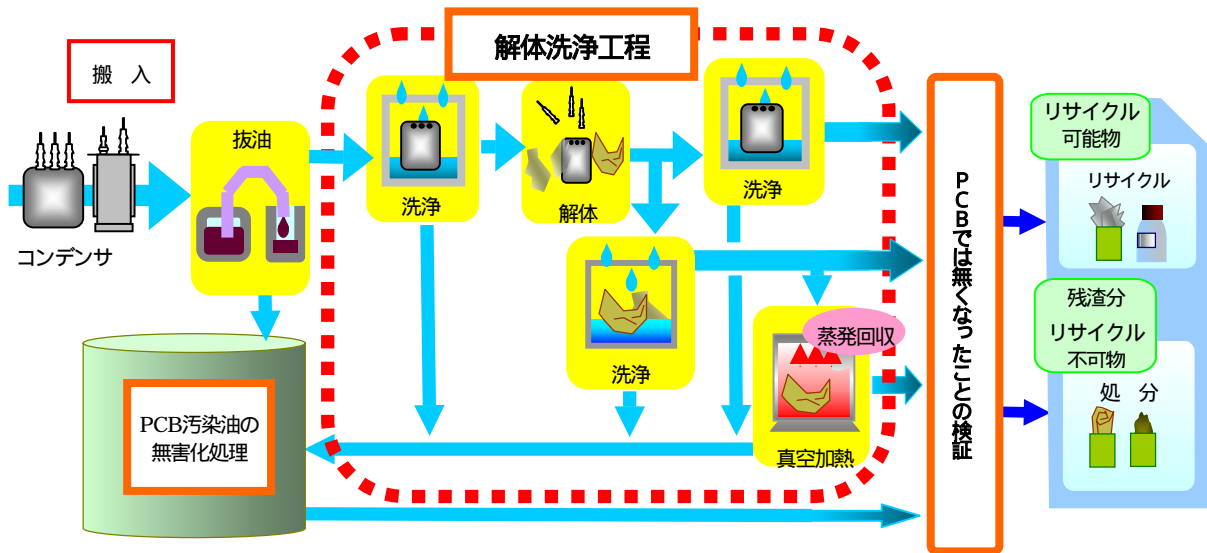 搬　入
コンデンサ
抜油
解体洗浄工程
洗浄
解体
洗浄
洗浄
蒸発回収
真空加熱
PCB汚染油の
無害化処理
PCBでは無くなったことの検証
リサイクル
可能物
リサイクル
残渣分
リサイクル
不可物
処　分